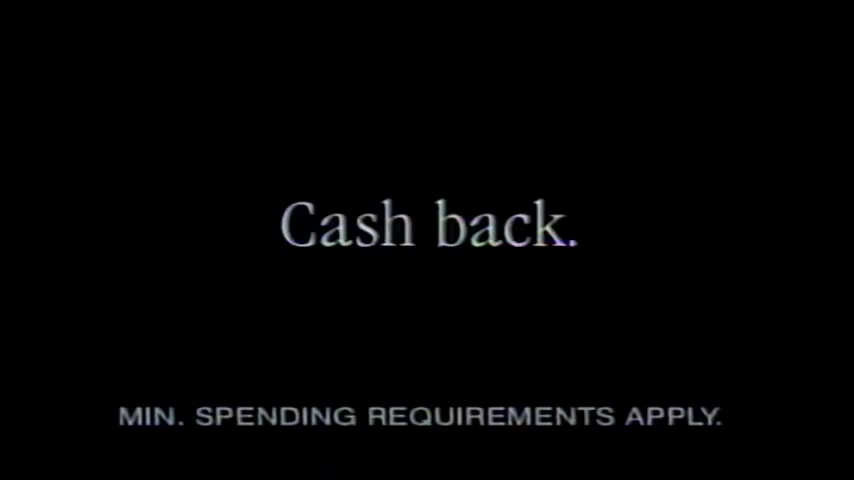 Cash back.
MIN. SPENDING REQUIREMENTS APPLY.